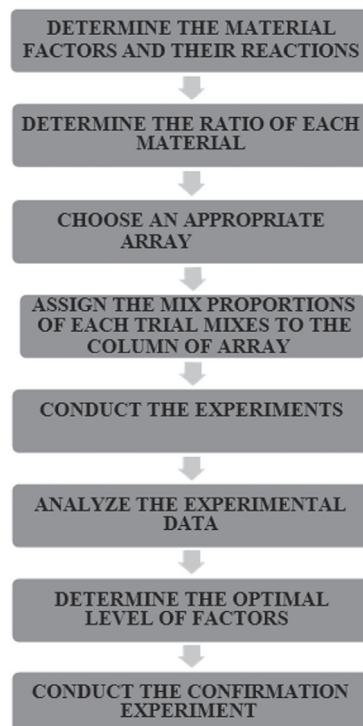 DETERMINE THE MATERIAL
FACTORS AND THEIR REACTIONS
DETERMINE THE RATIO OF EACH
MATERIAL
CHOOSE AN APPROPRIATE
ARRAY
ASSIGN THE MIX PROPORTIONS
OF EACH TRIAL MIXES TO THE
COLUMN OF ARRAY
CONDUCT THE EXPERIMENTS
ANALYZE THE EXPERIMENTAL
DATA
DETERMINE THE OPTIMAL
LEVEL OF FACTORS
CONDUCT THE CONFIRMATION
EXPERIMENT